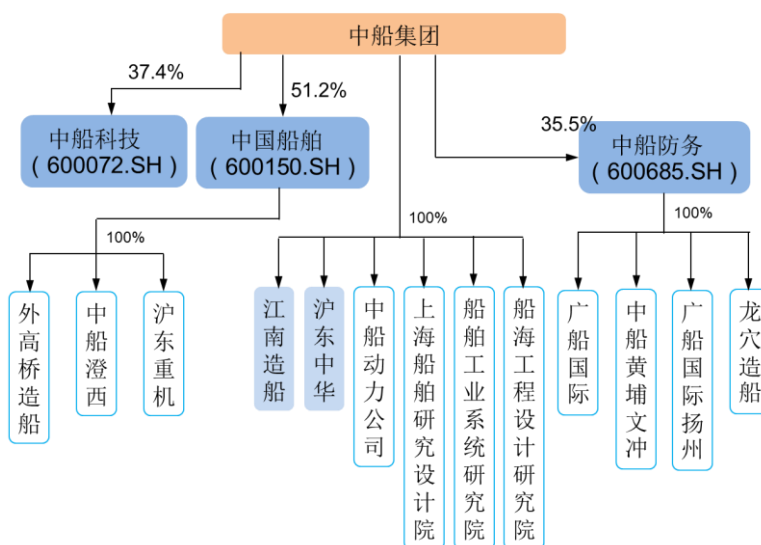 中船集团
37.4%
51.2%
35.5%
中船科技
(600072.SH)
中国船舶
(600150.SH)
中船防务
(600685.SH)
100%
100%
100%
外高桥造船
中船澄西
沪东重机
江南造船
沪东中华
中船动力公司
上海船舶研究设计院
船舶工业系统研究院
船海工程设计研究院
广船国际
中船黄埔文冲
广船国际扬州
龙穴造船